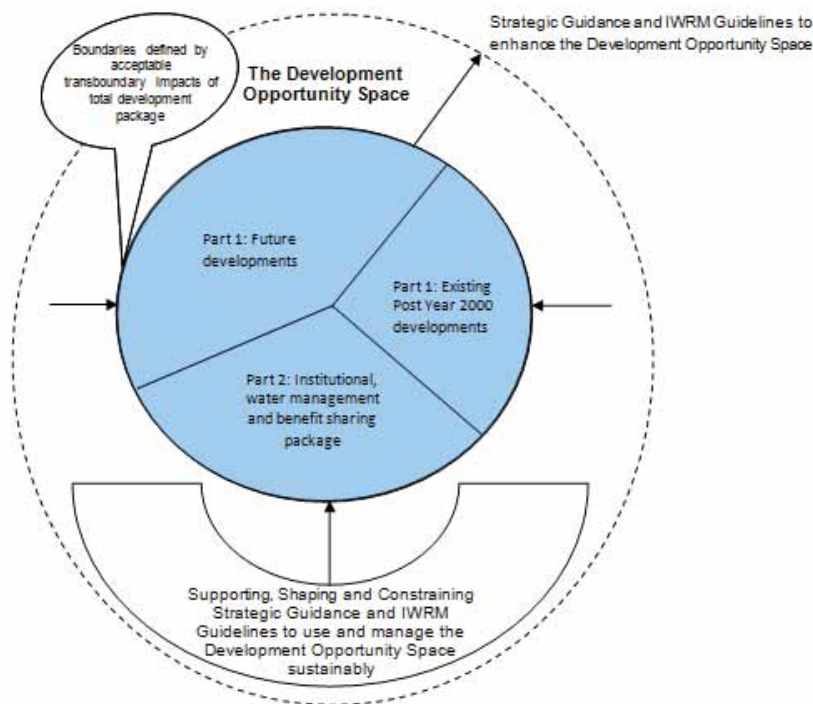 Strategic Guidance and IWRM Guidelines to
enhance the Development Opportunity Space
Boundaries defined by
acceptable
transboundary Impacts of
total development
package
The Development
Opportunity Space
Part 1: Future
developments
Part 1: Existing
Post Year 2000
developments
Part 2: Institutional,
water management
and benefit sharing
package
Supporting, Shaping and Constraining
Strategic Guidance and IWRM
Guidelines to use and manage the
Development Opportunity Space
sustainably